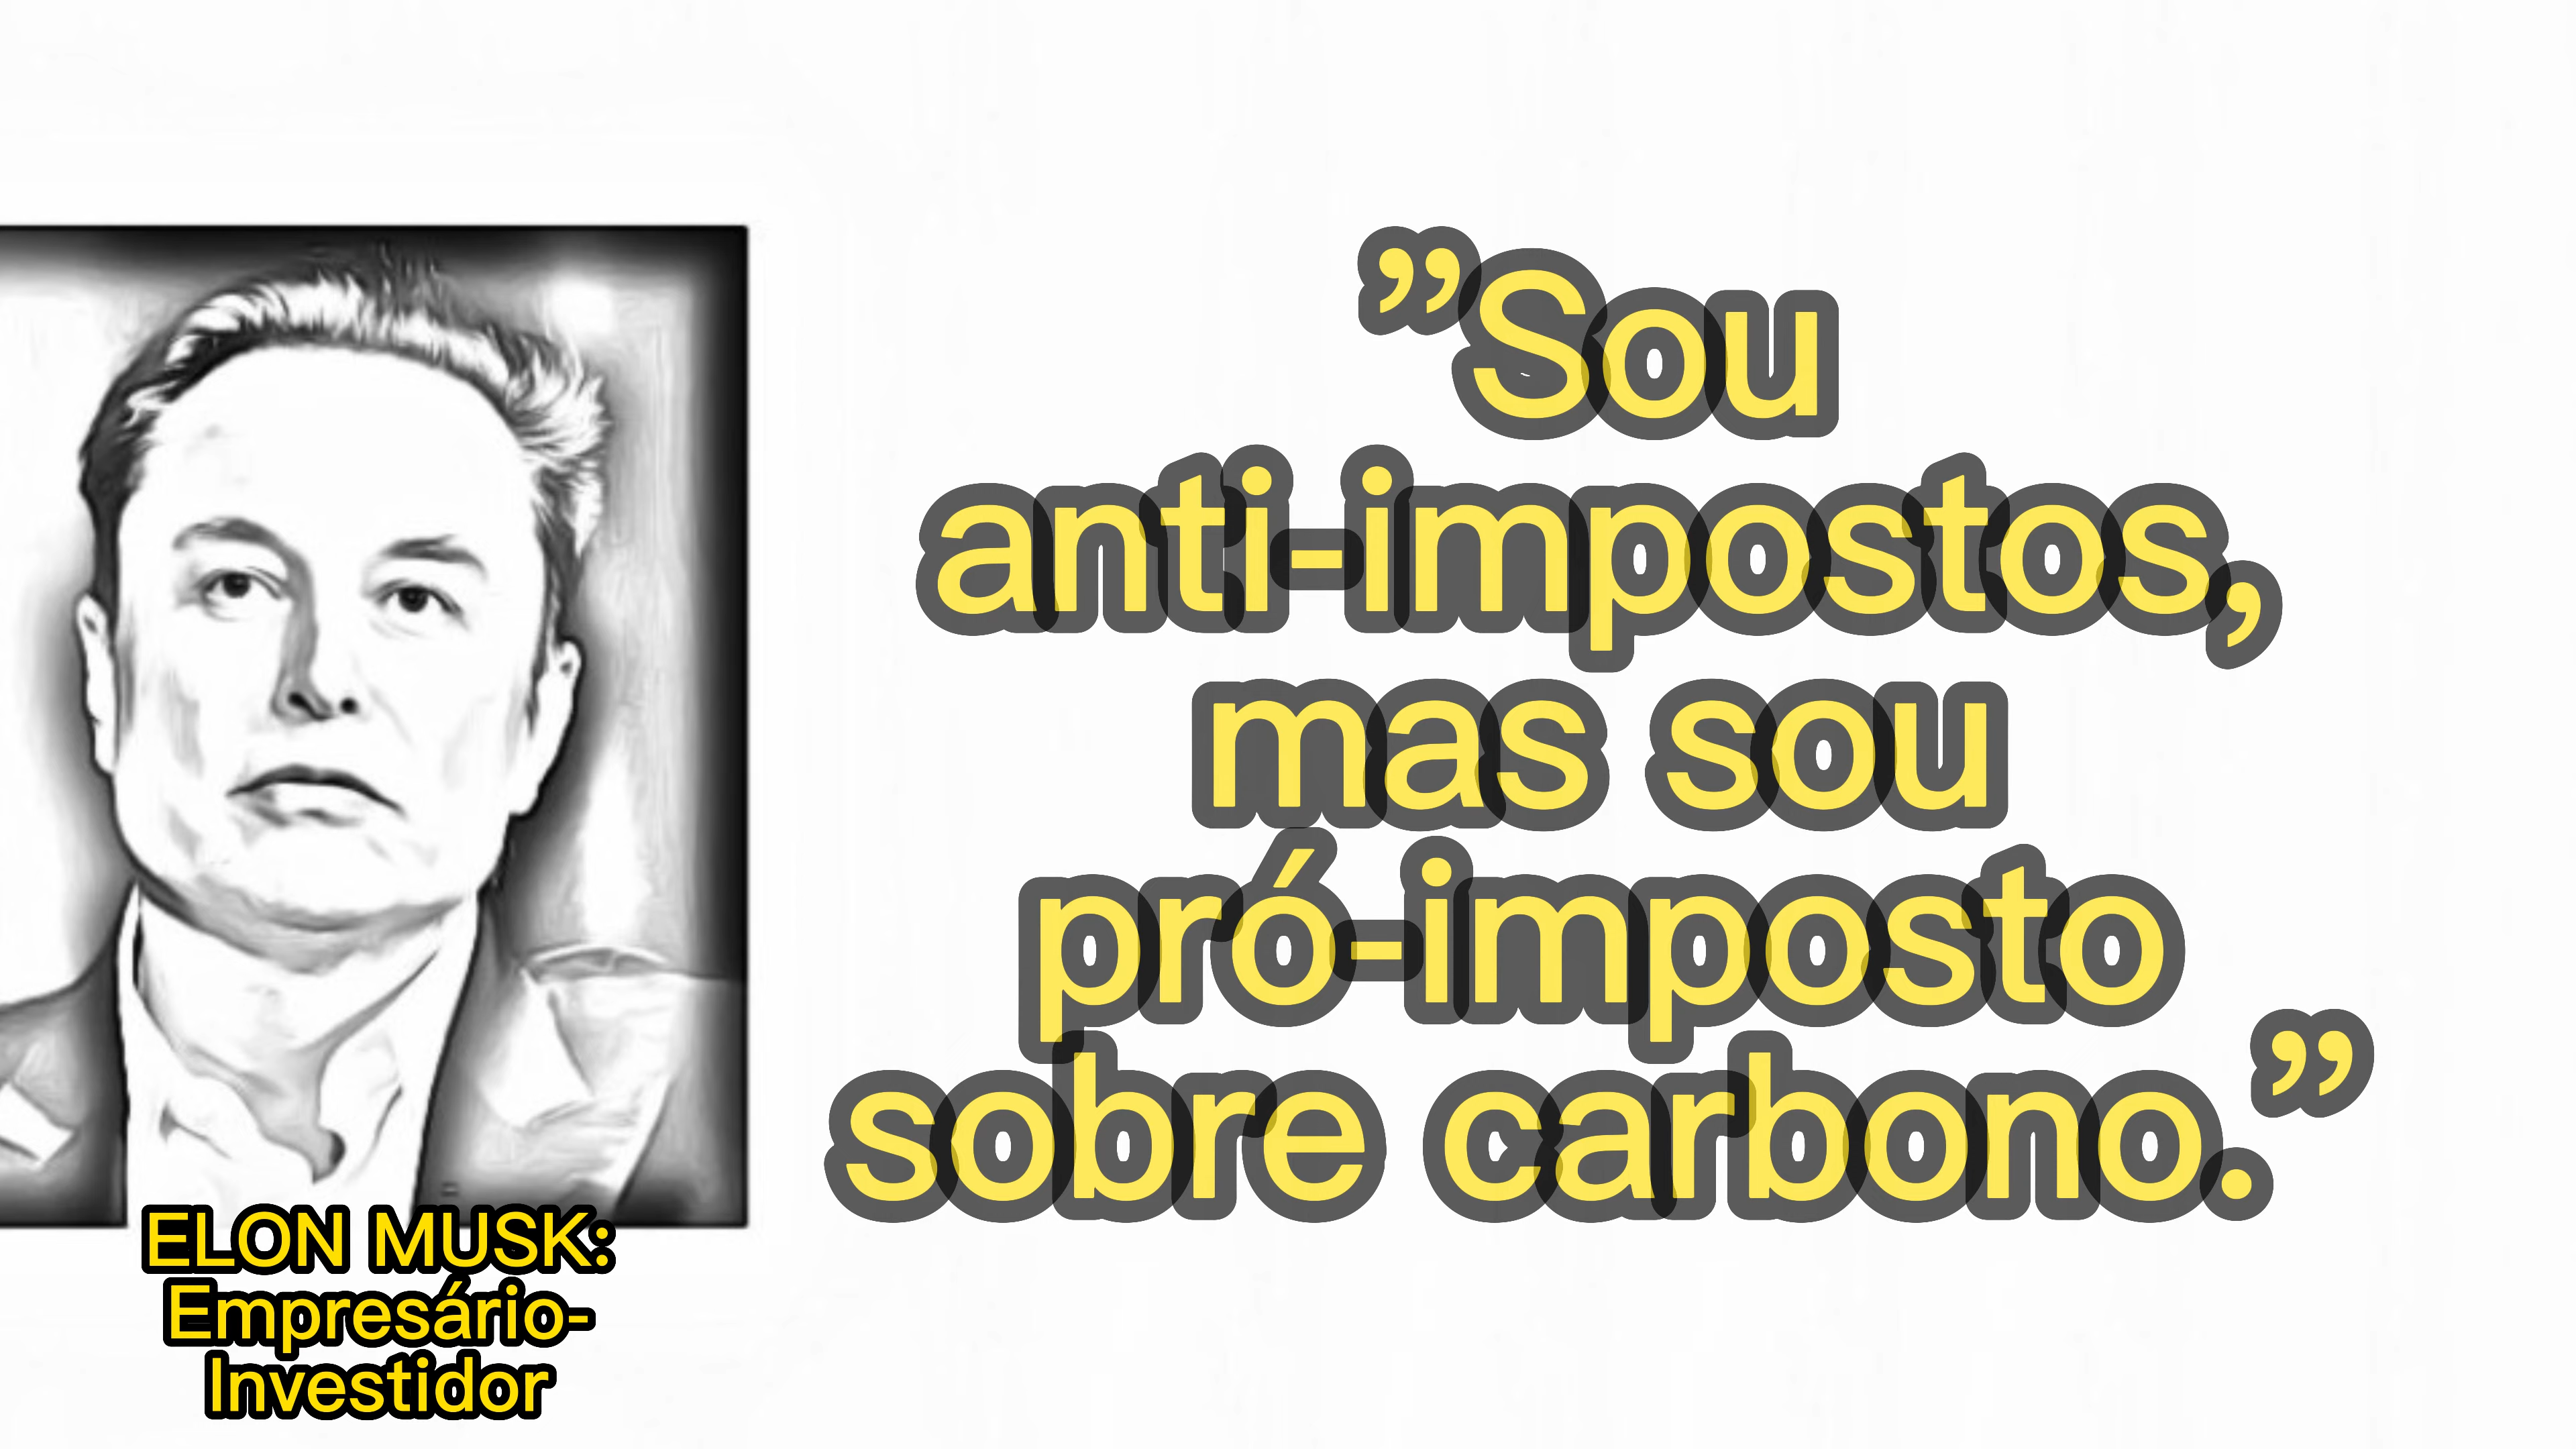 ”Sou
anti-impostos,
mas sou
pró-imposto
sobre carbono.”
ELON MUSK:
Empresário-
Investidor